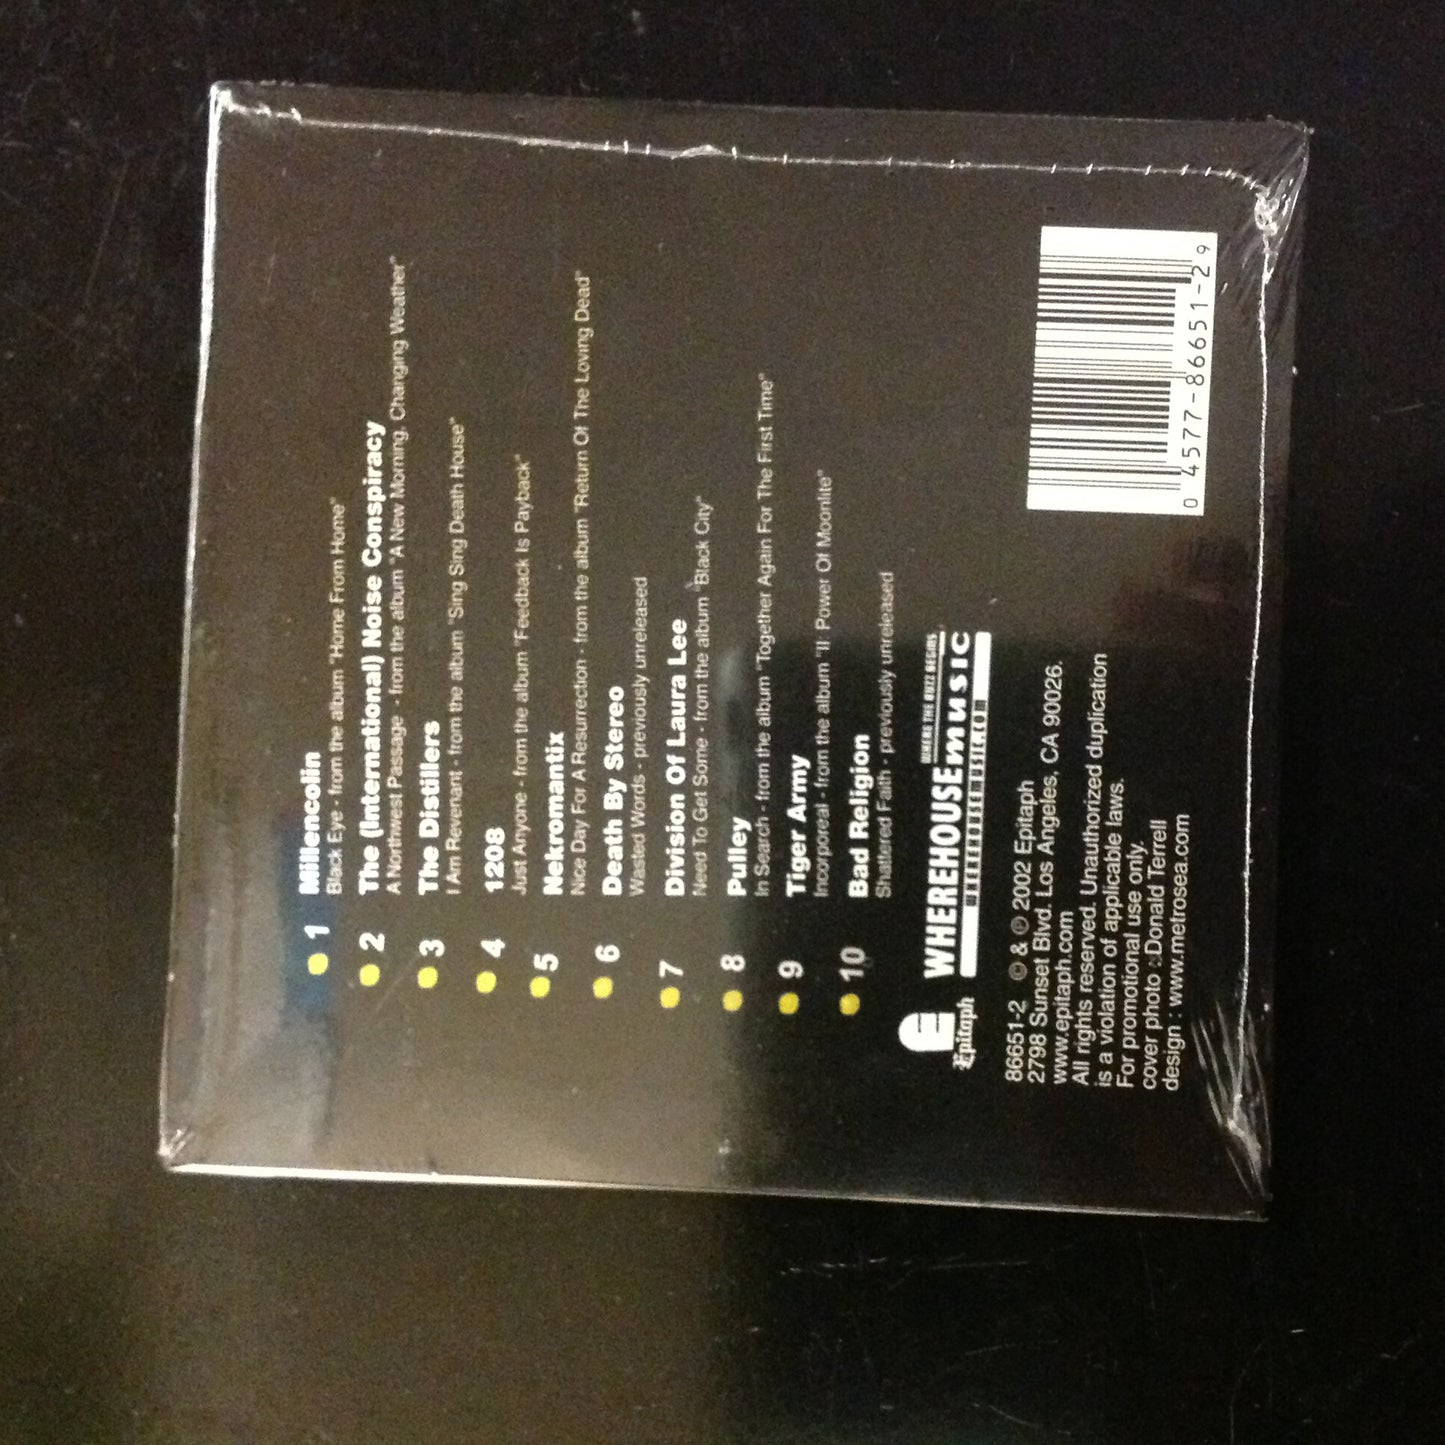 1 Millencolin
Black Eye - from the album "Home From Home"
2 The (International) Noise Conspiracy
A Northwest Passage - from the album "A New Morning, Changing Weather"
3 The Distillers
I Am Revenant - from the album "Sing Sing Death House"
4 1208
Just Anyone - from the album "Feedback Is Payback"
5 Nekromantix
Nice Day For A Resurrection - from the album "Return Of The Loving Dead"
6 Death By Stereo
Wasted Words - previously unreleased
7 Division Of Laura Lee
Need To Get Some - from the album "Black City"
8 Pulley
In Search - from the album "Together Again For The First Time"
9 Tiger Army
Incorporeal - from the album "II: Power Of Moonlite"
10 Bad Religion
Shattered Faith - previously unreleased
Epitaph
WHEREHOUSE music
WHERE THE BUZZ BEGINS
86651-2 © & ℗ 2002 Epitaph
2798 Sunset Blvd. Los Angeles, CA 90026.
www.epitaph.com
All rights reserved. Unauthorized duplication
is a violation of applicable laws.
For promotional use only.
cover photo : Donald Terrell
design : www.metrosea.com
0 4577-86651-2 9